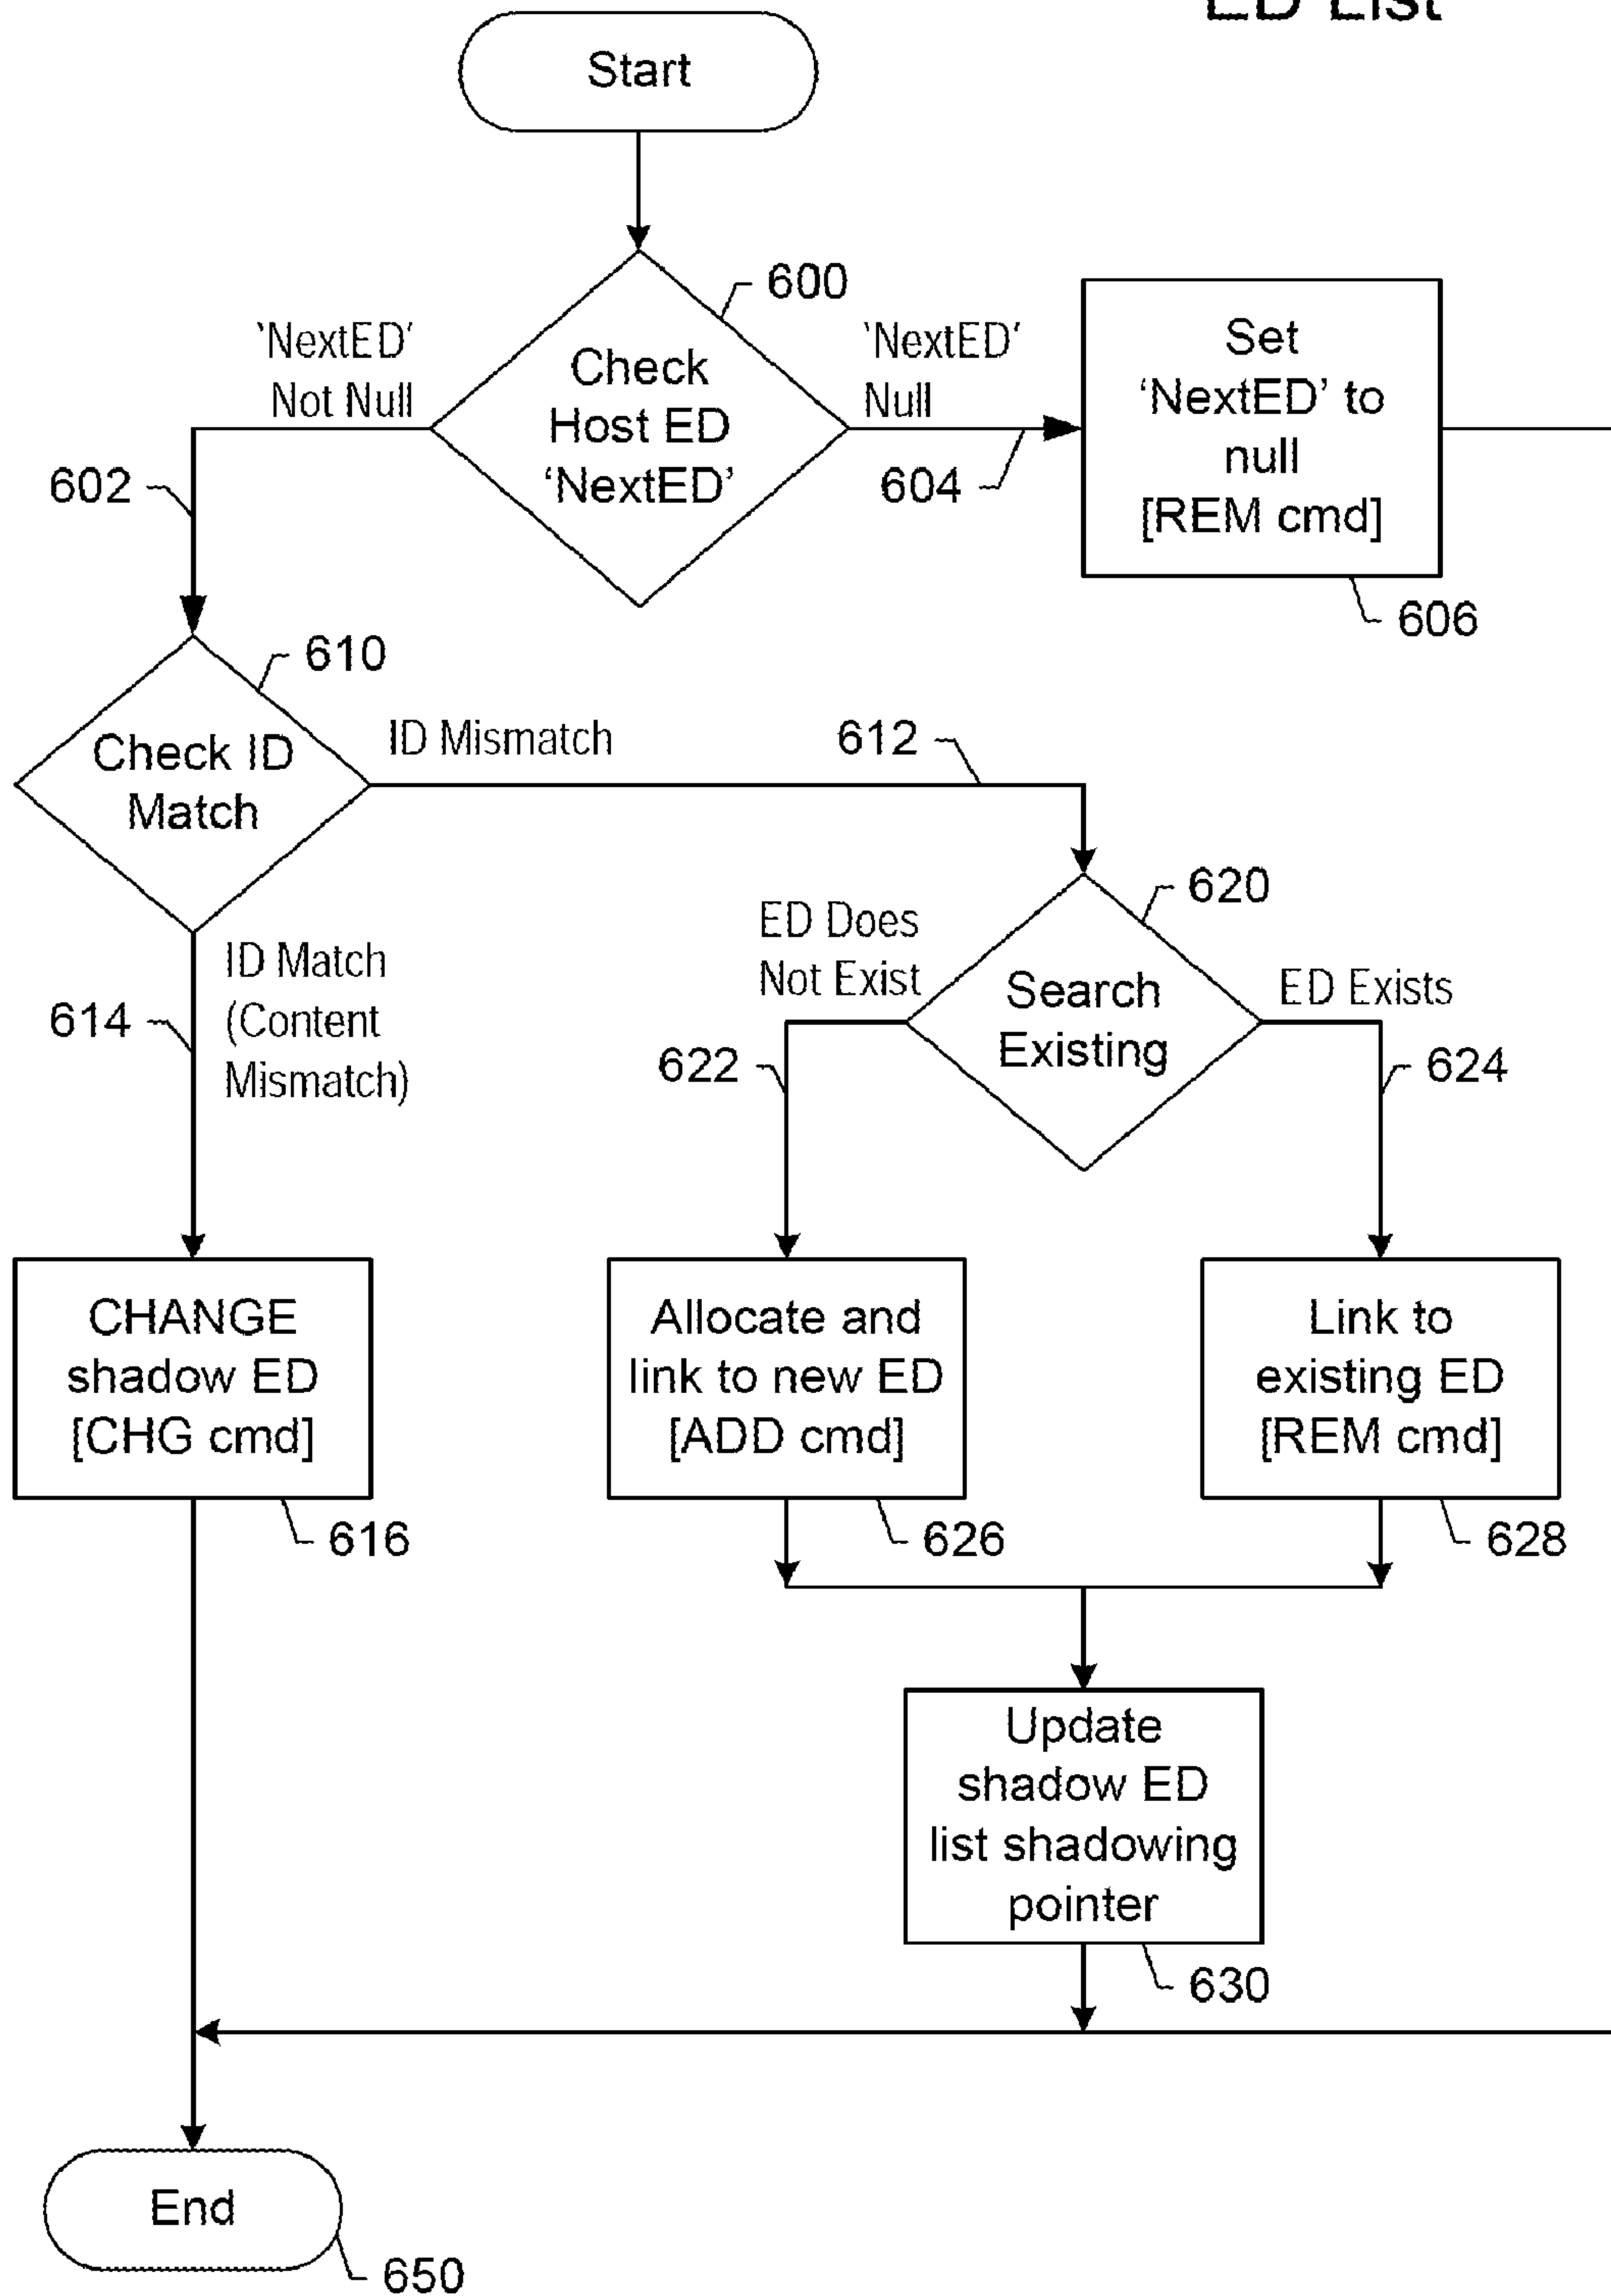 ED List
Start
600
'NextED'
Not Null
Check
Host ED
'NextED'
'NextED'
Null
Set
'NextED' to
null
[REM cmd]
602
604
606
610
Check ID
Match
ID Mismatch
612
620
ED Does
Not Exist
Search
Existing
ED Exists
ID Match
(Content
Mismatch)
614
622
624
CHANGE
shadow ED
[CHG cmd]
Allocate and
link to new ED
[ADD cmd]
Link to
existing ED
[REM cmd]
616
626
628
Update
shadow ED
list shadowing
pointer
630
End
650